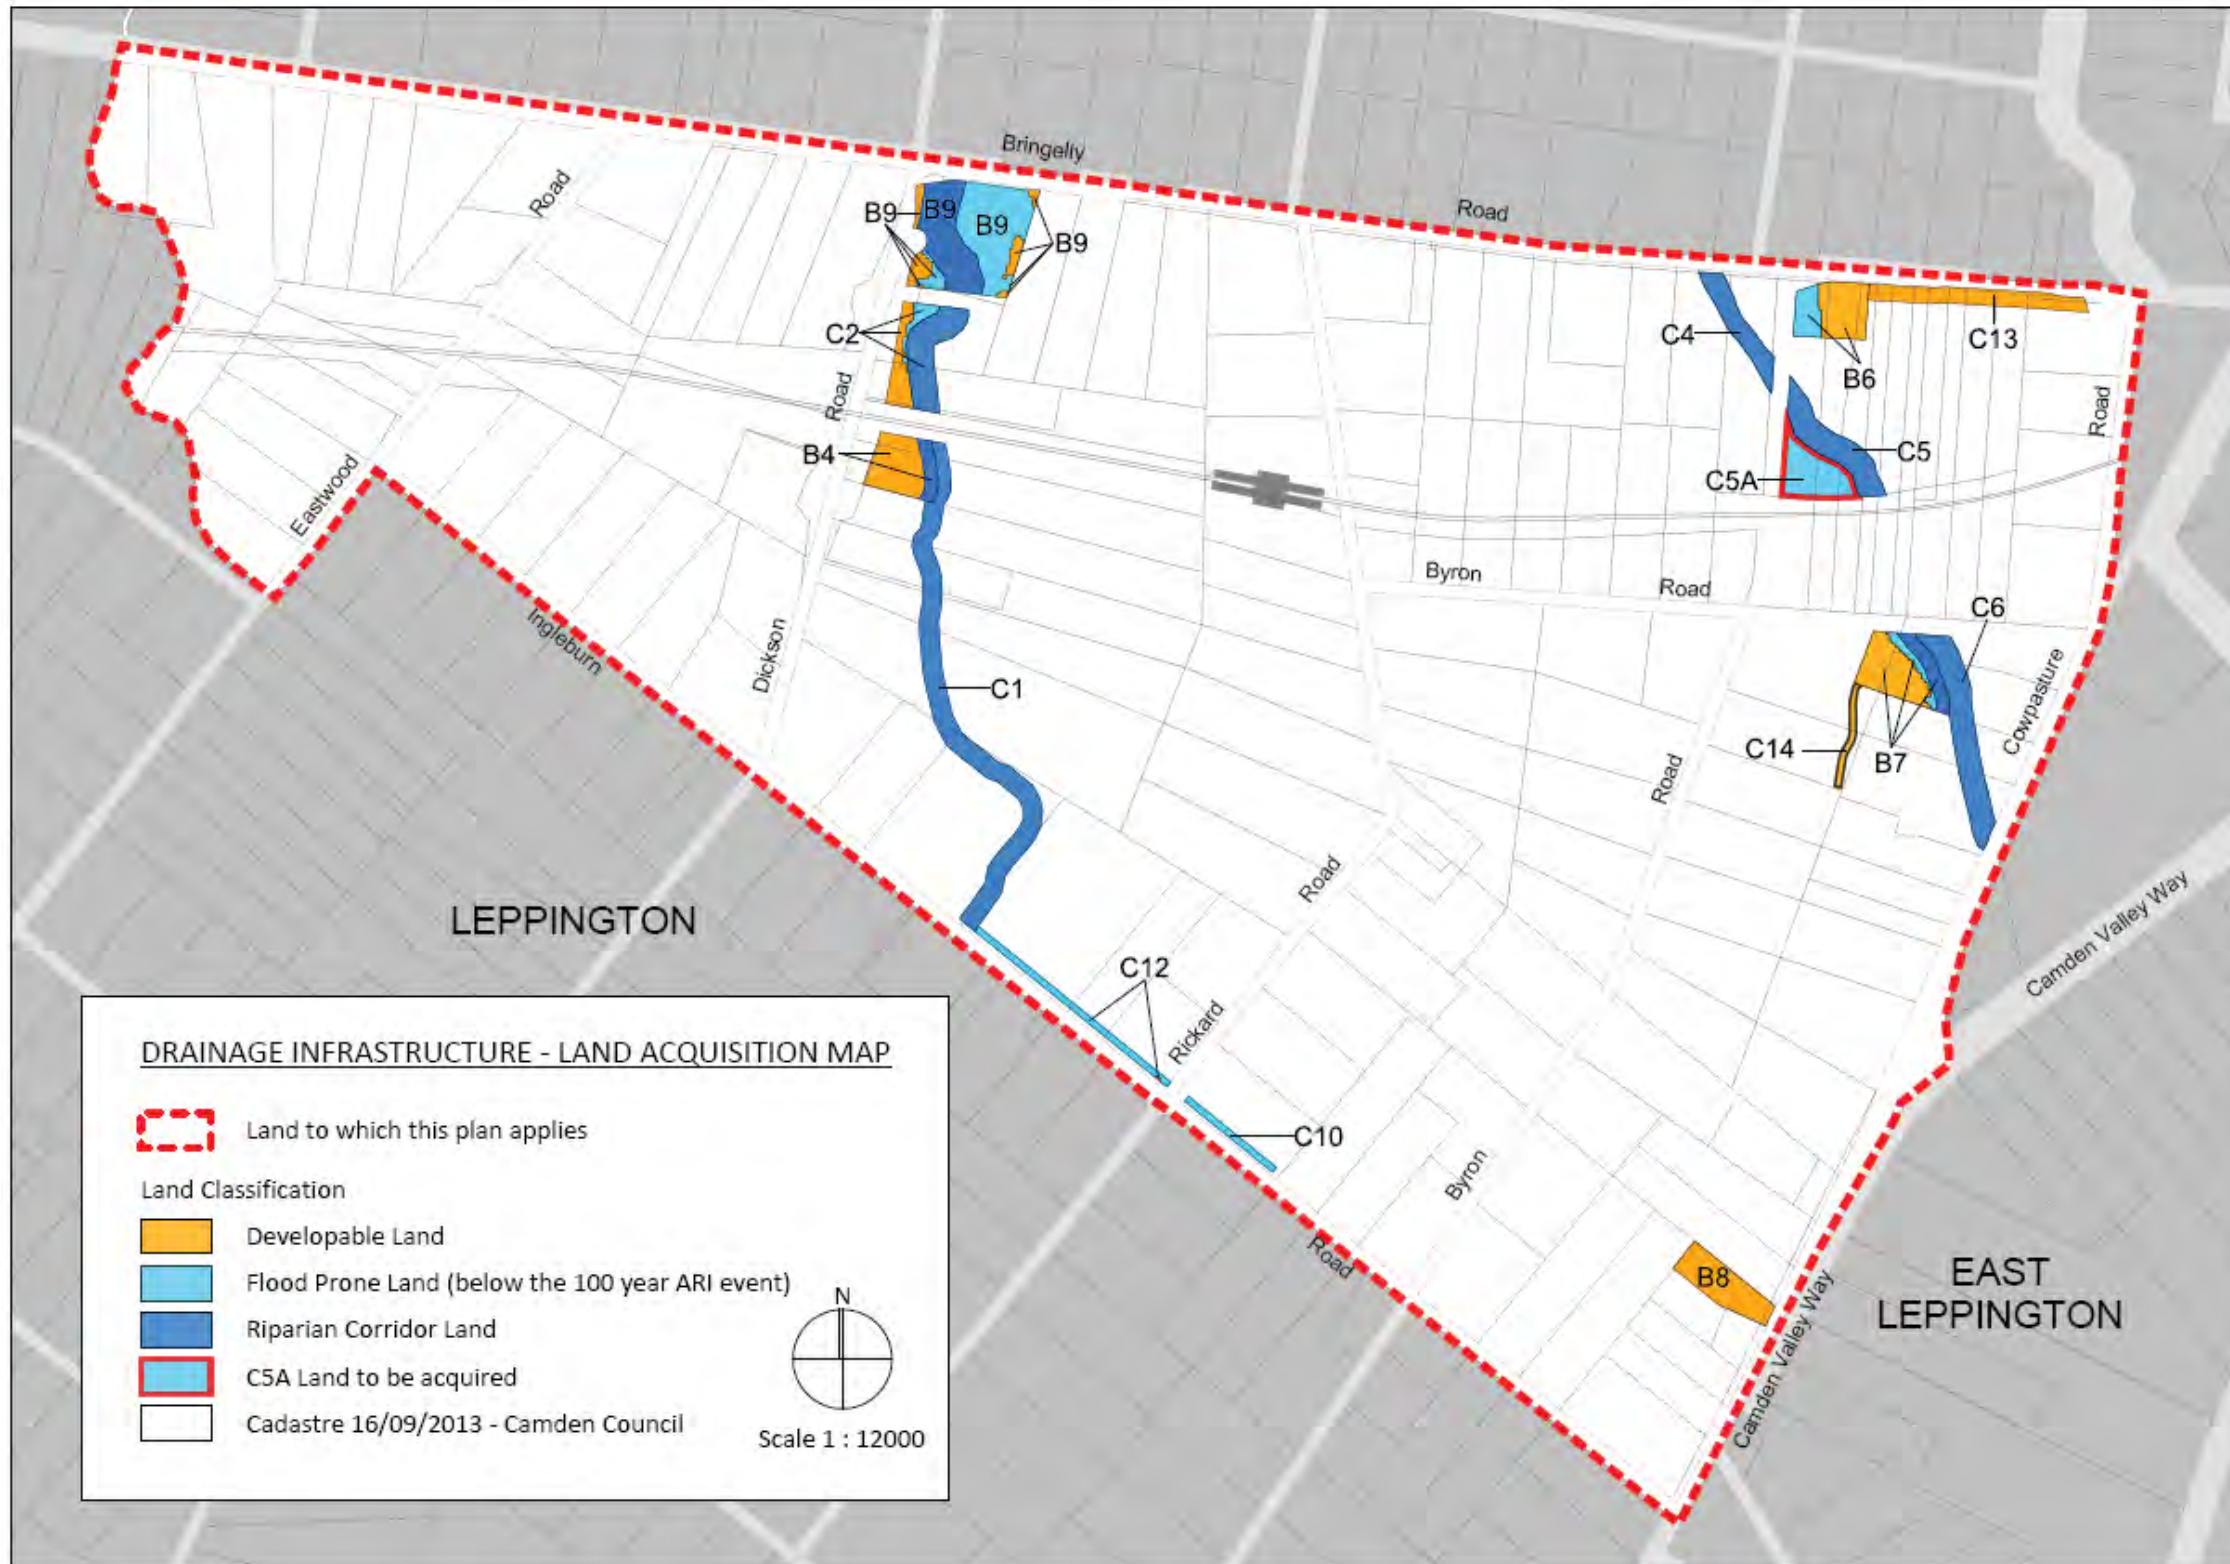 Bringelly
Road
Road
B9
B9
B9
B9
C2
Road
B4
C4
B6
C13
Road
C5
C5A
Eastwood
Ingleburn
Dickson
Byron
Road
C6
Cowpasture
C14
B7
Road
C1
Road
LEPPINGTON
C12
Rickard
Camden Valley Way
C10
Byron
Road
B8
Camden Valley Way
EAST
LEPPINGTON
DRAINAGE INFRASTRUCTURE - LAND ACQUISITION MAP
Land to which this plan applies
Land Classification
Developable Land
Flood Prone Land (below the 100 year ARI event)
Riparian Corridor Land
C5A Land to be acquired
Cadastre 16/09/2013 - Camden Council
N
Scale 1 : 12000